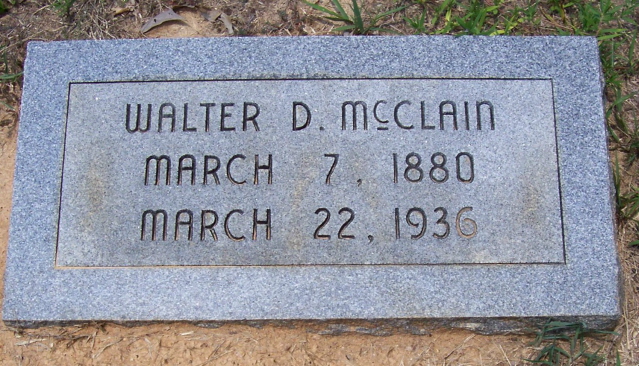 WALTER D. McCLAIN
MARCH 7, 1880
MARCH 22, 1936